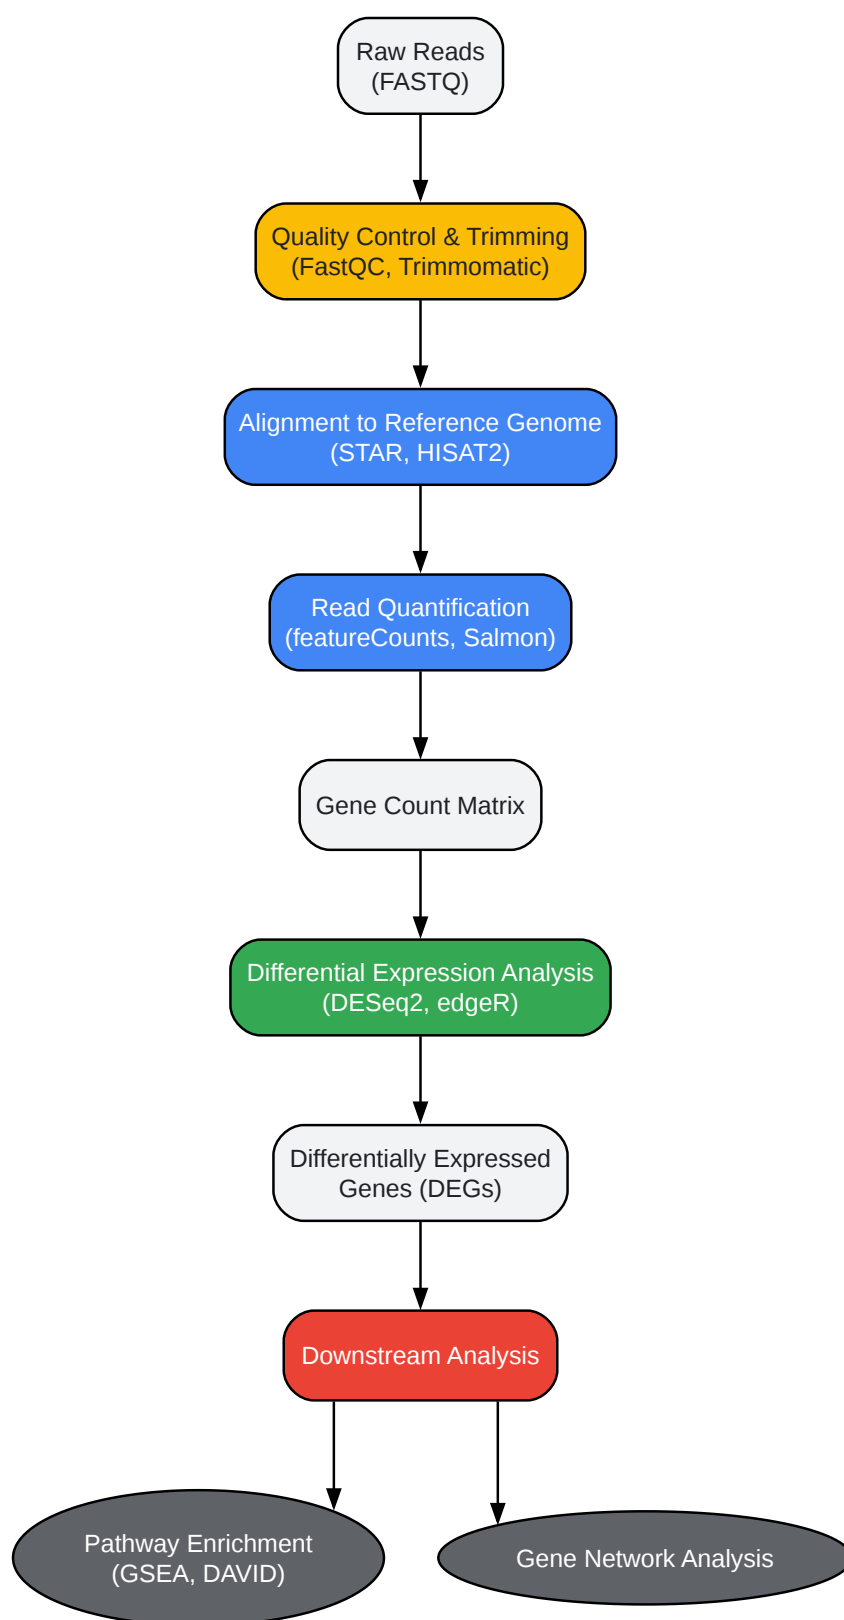 Raw Reads
(FASTQ)
Quality Control & Trimming
(FastQC, Trimmomatic)
Alignment to Reference Genome
(STAR, HISAT2)
Read Quantification
(featureCounts, Salmon)
Gene Count Matrix
Differential Expression Analysis
(DESeq2, edgeR)
Differentially Expressed
Genes (DEGs)
Downstream Analysis
Pathway Enrichment
(GSEA, DAVID)
Gene Network Analysis